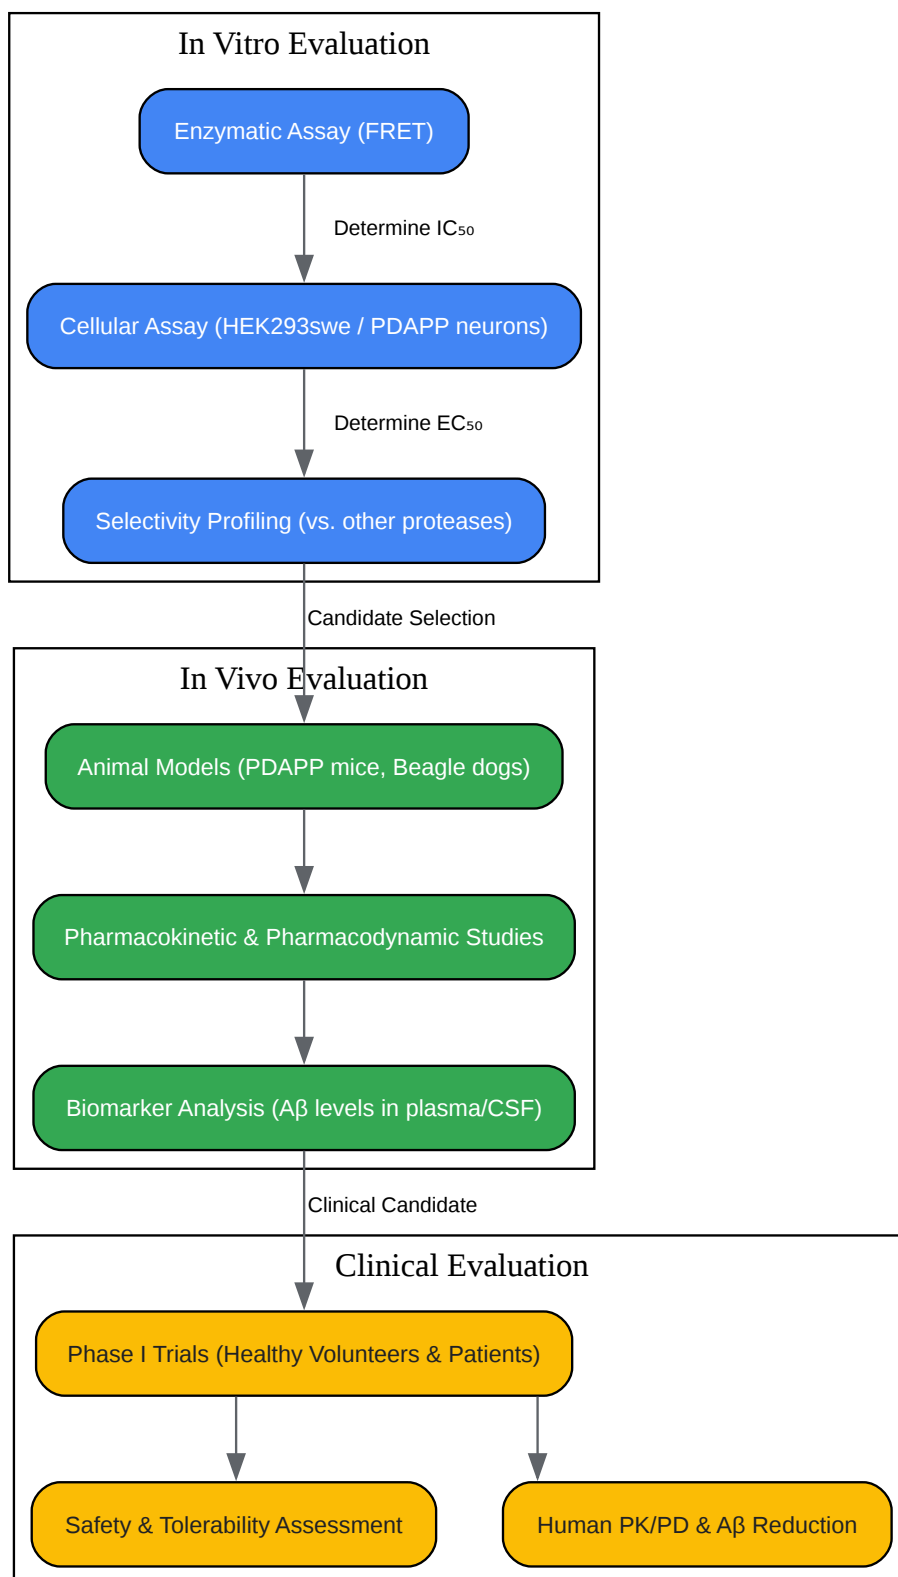 In Vitro Evaluation
Enzymatic Assay (FRET)
Determine IC₅₀
Cellular Assay (HEK293swe / PDAPP neurons)
Determine EC₅₀
Selectivity Profiling (vs. other proteases)
Candidate Selection
In Vivo Evaluation
Animal Models (PDAPP mice, Beagle dogs)
Pharmacokinetic & Pharmacodynamic Studies
Biomarker Analysis (Aβ levels in plasma/CSF)
Clinical Candidate
Clinical Evaluation
Phase I Trials (Healthy Volunteers & Patients)
Safety & Tolerability Assessment
Human PK/PD & Aβ Reduction